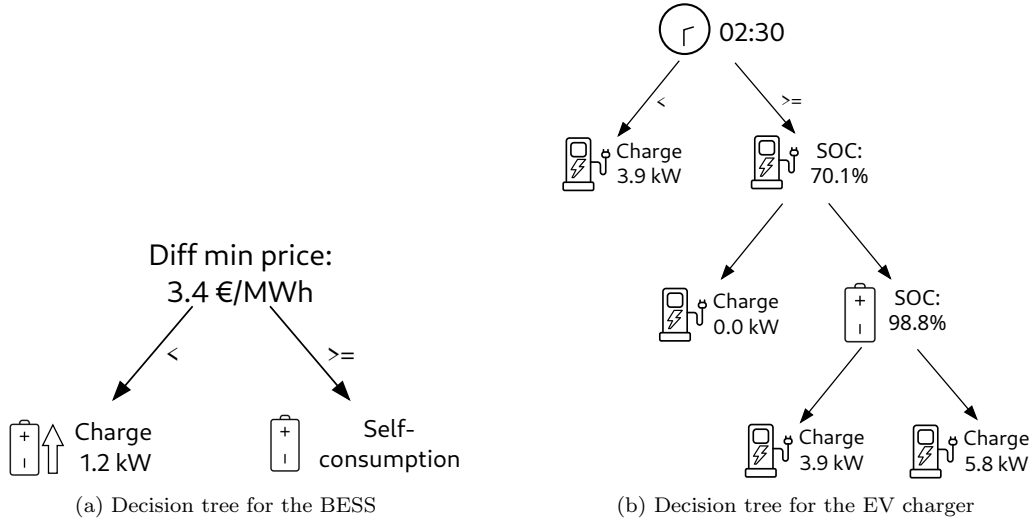 Diff min price:
3.4 €/MWh
<
>=
Charge
1.2 kW
Self-
consumption
(a) Decision tree for the BESS
02:30
<
>=
Charge
3.9 kW
SOC:
70.1%
Charge
0.0 kW
SOC:
98.8%
Charge
3.9 kW
Charge
5.8 kW
(b) Decision tree for the EV charger